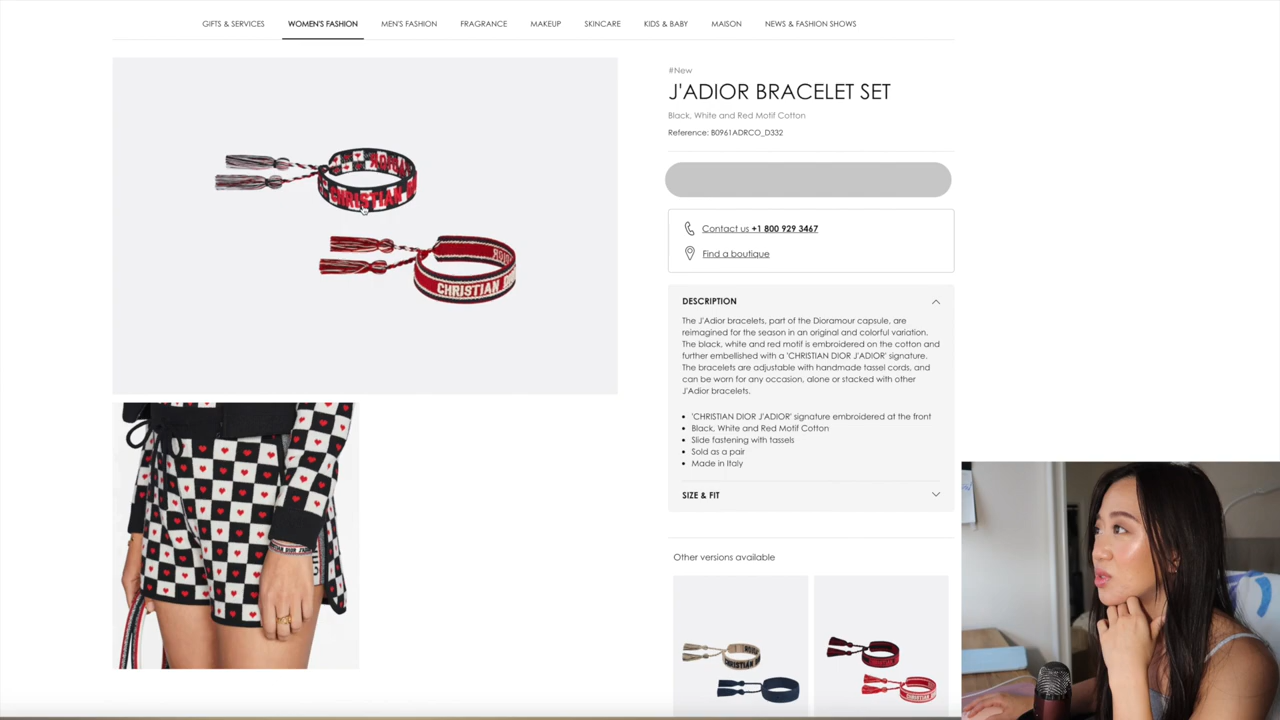 GIFTS & SERVICES
WOMEN'S FASHION
MEN'S FASHION
FRAGRANCE
MAKEUP
SKINCARE
KIDS & BABY
MAISON
NEWS & FASHION SHOWS
#New
J'ADIOR BRACELET SET
Black, White and Red Motif Cotton
Reference: B0961ADRCO_D332
Contact us +1 800 929 3467
Find a boutique
DESCRIPTION
The J'Adior bracelets, part of the Dioramour capsule, are
reimagined for the season in an original and colorful variation.
The black, white and red motif is embroidered on the cotton and
further embellished with a 'CHRISTIAN DIOR J'ADIOR' signature.
The bracelets are adjustable with handmade tassel cords, and
can be worn for any occasion, alone or stacked with other
J'Adior bracelets.
'CHRISTIAN DIOR J'ADIOR' signature embroidered at the front
Black, White and Red Motif Cotton
Slide fastening with tassels
Sold as a pair
Made in Italy
SIZE & FIT
Other versions available
CHRISTIAN
CHRISTIAN
CHRISTIAN
CHRISTIAN
CHRISTIAN